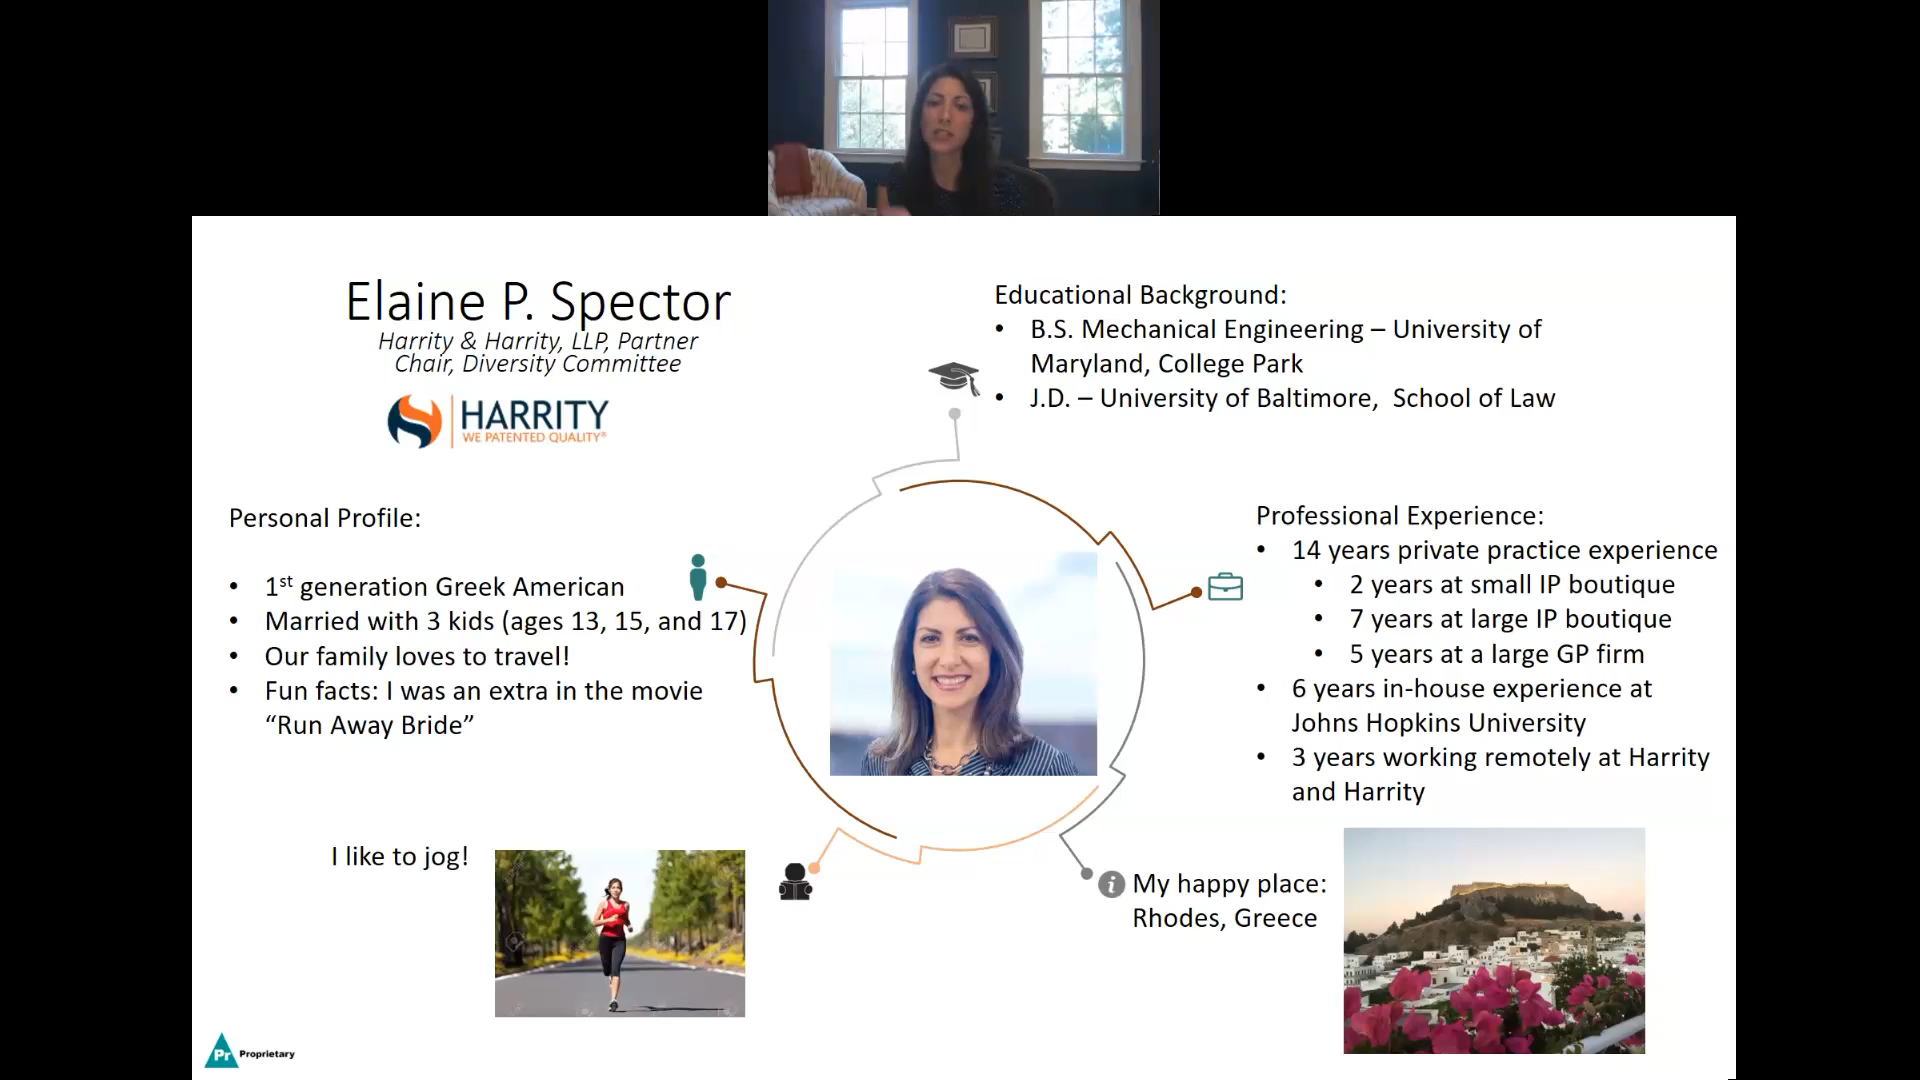 Elaine P. Spector
Harrity & Harrity, LLP, Partner
Chair, Diversity Committee
HARRITY
WE PATENTED QUALITY®
Educational Background:
• B.S. Mechanical Engineering – University of
Maryland, College Park
• J.D. – University of Baltimore, School of Law
Personal Profile:
• 1st generation Greek American
• Married with 3 kids (ages 13, 15, and 17)
• Our family loves to travel!
• Fun facts: I was an extra in the movie
“Run Away Bride”
Professional Experience:
• 14 years private practice experience
• 2 years at small IP boutique
• 7 years at large IP boutique
• 5 years at a large GP firm
• 6 years in-house experience at
Johns Hopkins University
• 3 years working remotely at Harrity
and Harrity
I like to jog!
i
My happy place:
Rhodes, Greece
Pr Proprietary